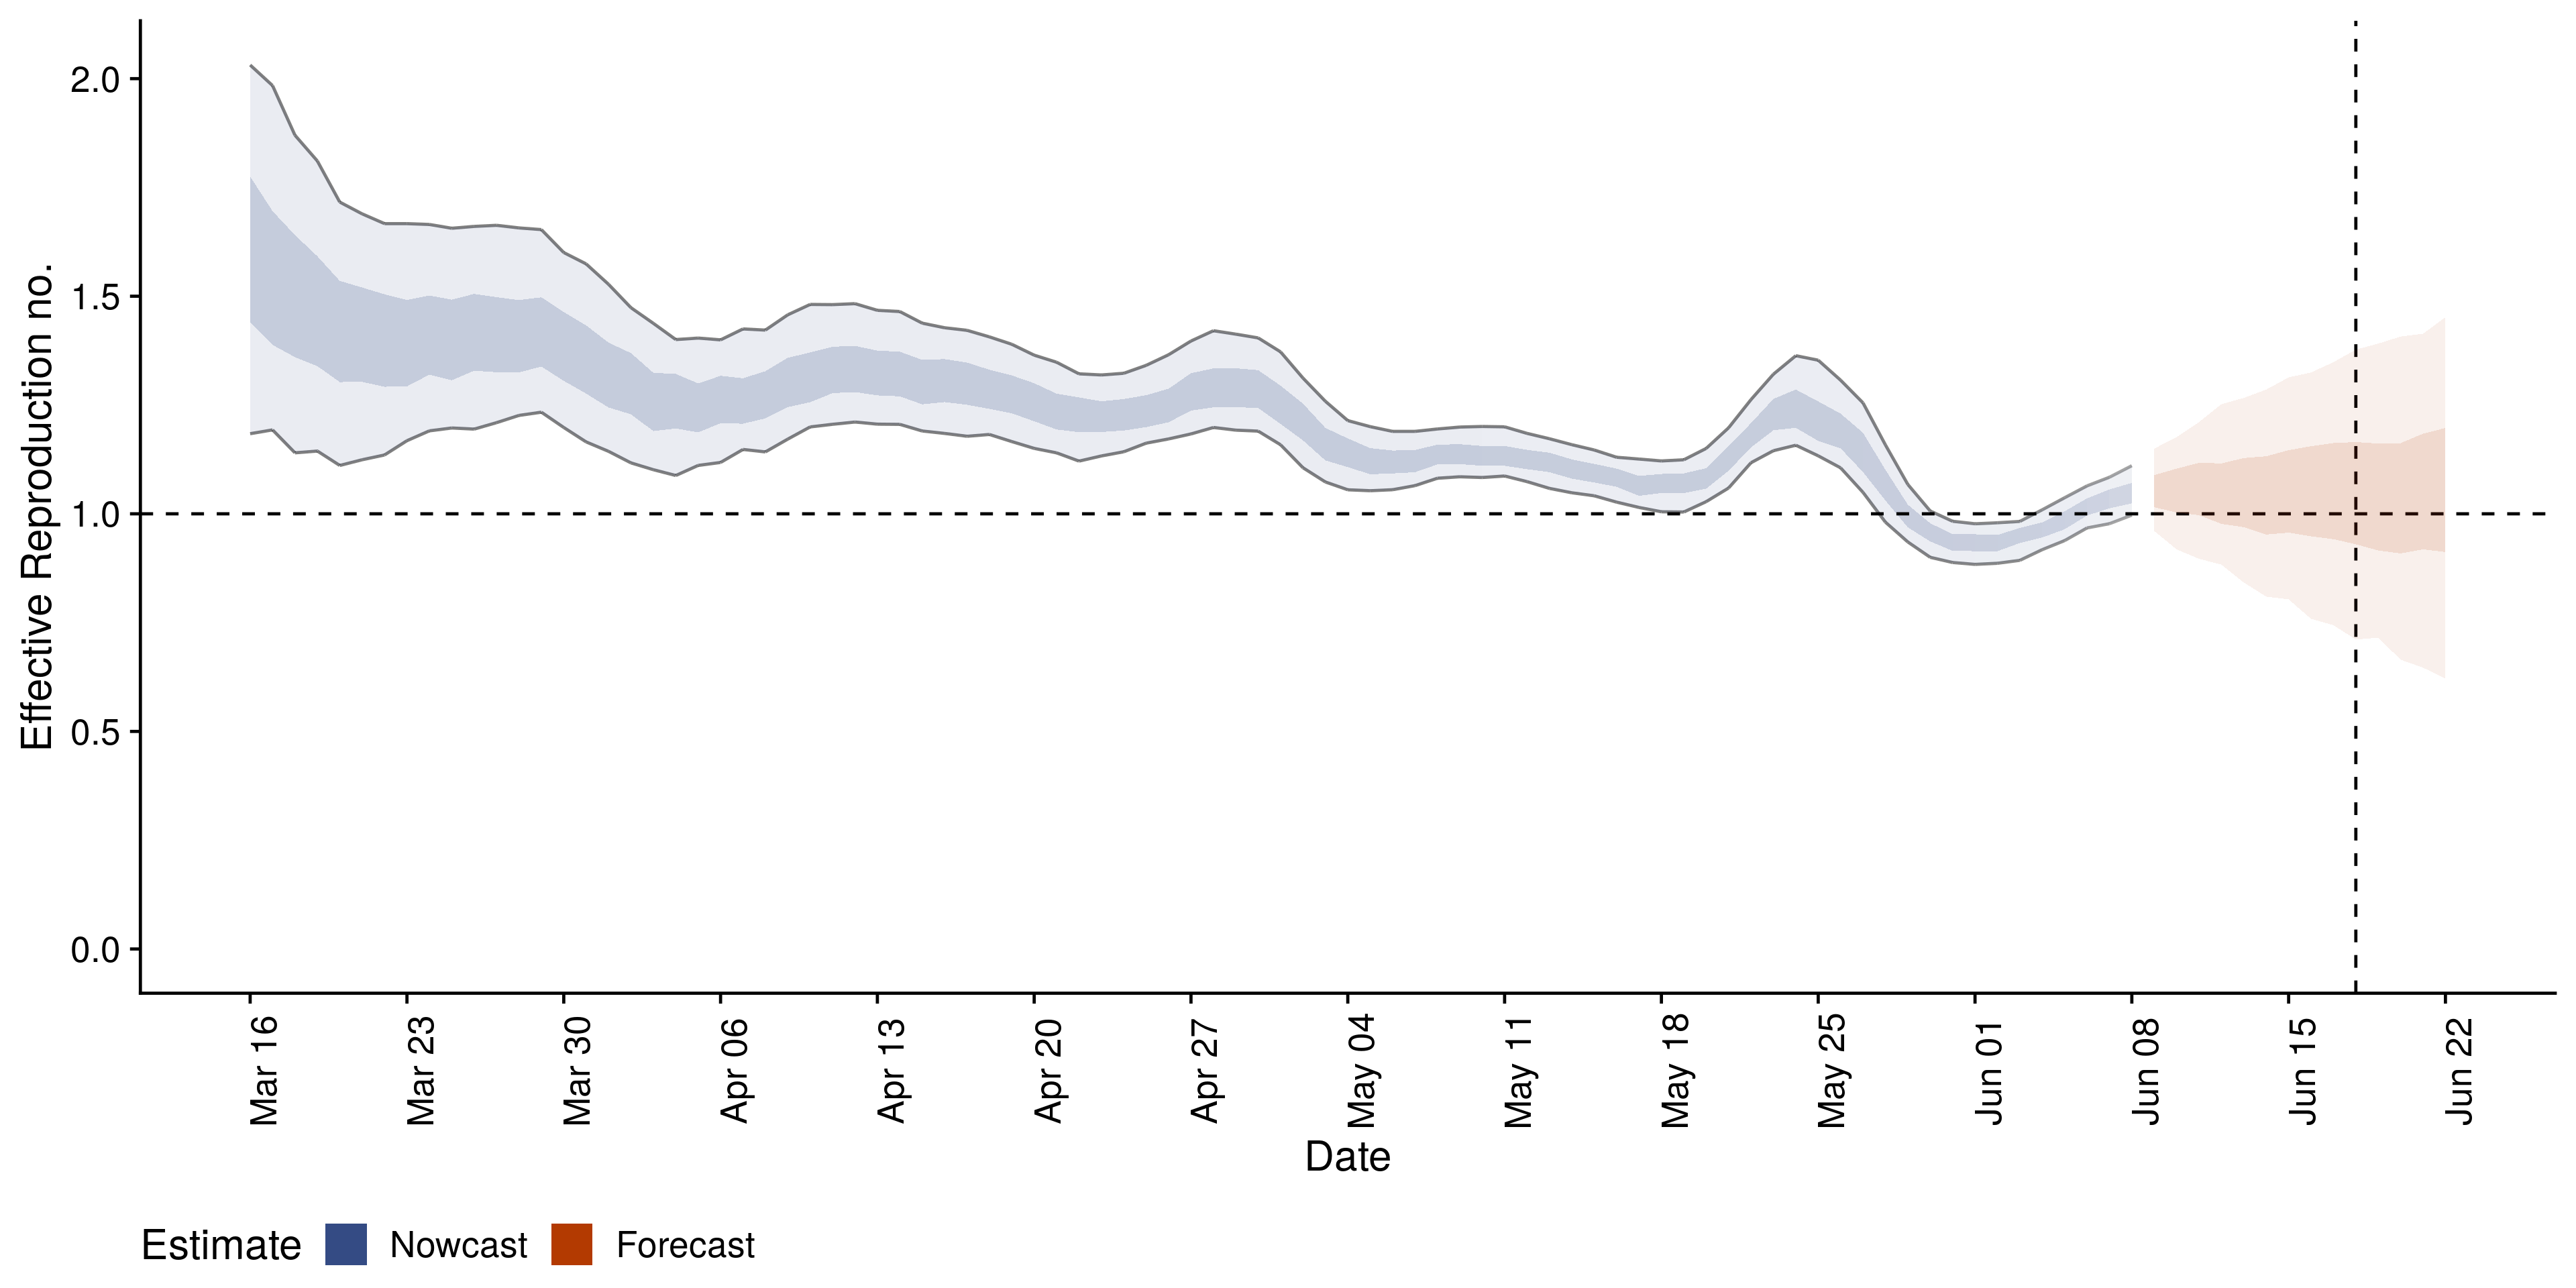 Effective Reproduction no.
2.0
1.5
1.0
0.5
0.0
Mar 16
Mar 23
Mar 30
Apr 06
Apr 13
Apr 20
Apr 27
May 04
May 11
May 18
May 25
Jun 01
Jun 08
Jun 15
Jun 22
Date
Estimate Nowcast Forecast